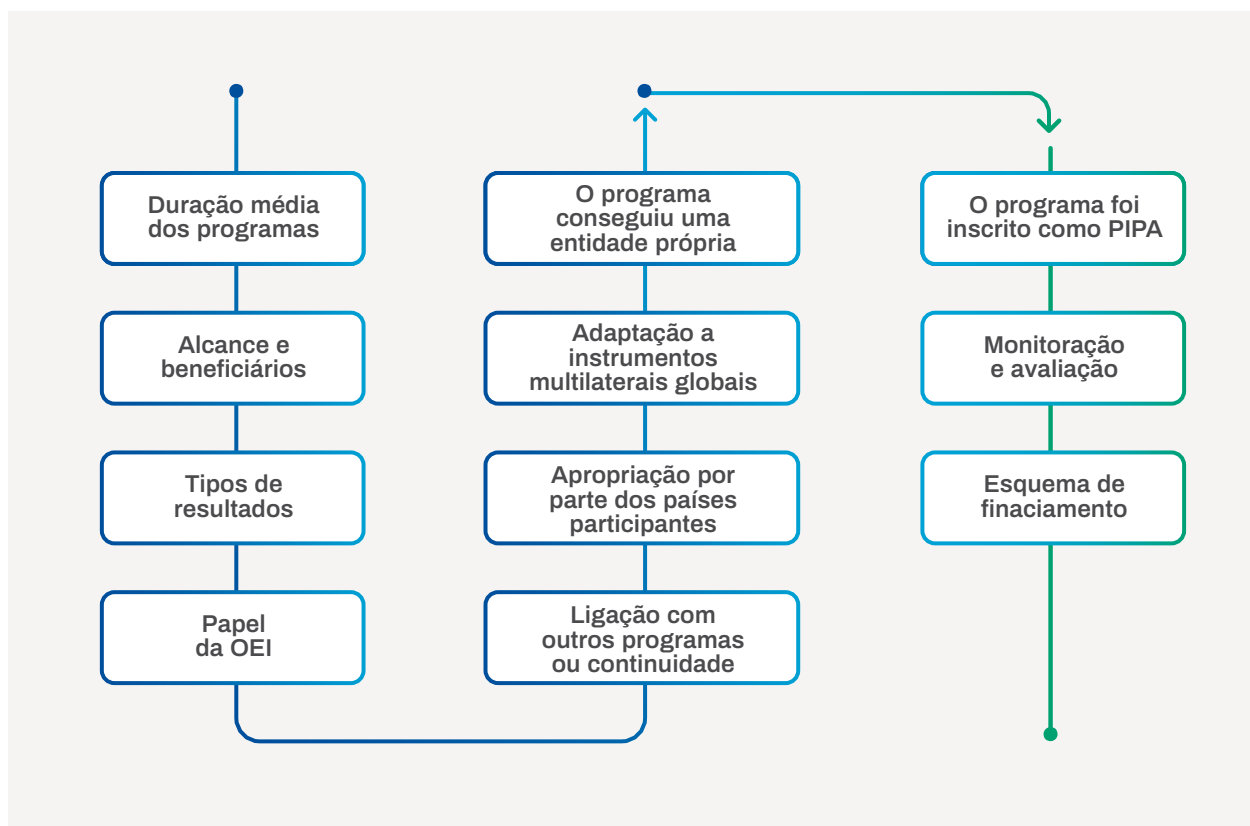 Duração média
dos programas
Alcance e
beneficiários
Tipos de
resultados
Papel
da OEI
O programa
conseguiu uma
entidade própria
Adaptação a
instrumentos
multilaterais globais
Apropriação por
parte dos países
participantes
Ligação com
outros programas
ou continuidade
O programa foi
inscrito como PIPA
Monitoração
e avaliação
Esquema de
finaciamento